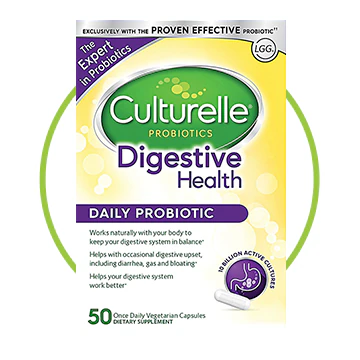 EXCLUSIVELY WITH THE PROVEN EFFECTIVE PROBIOTIC††
The Expert
in Probiotics
LGG®
Culturelle®
PROBIOTICS
Digestive
Health
DAILY PROBIOTIC
Works naturally with your body to
keep your digestive system in balance*
Helps with occasional digestive upset,
including diarrhea, gas and bloating*
Helps your digestive system
work better*
10 BILLION ACTIVE CULTURES
50 Once Daily Vegetarian Capsules
DIETARY SUPPLEMENT